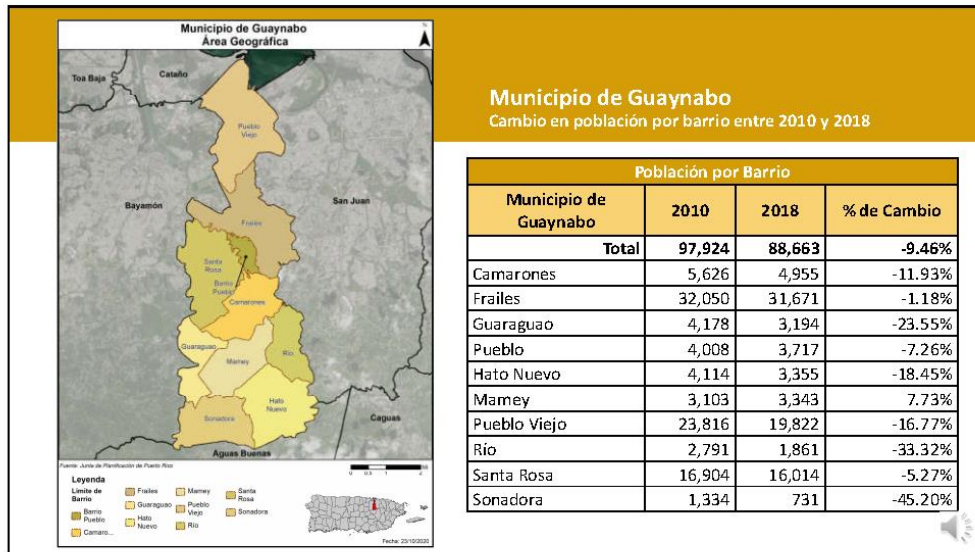 Municipio de Guaynabo
Área Geográfica
Toa Baja
Cataño
Pueblo
Viejo
Bayamón
San Juan
Frailes
Santa
Rosa
Barrio
Pueblo
Camarones
Guaraguao
Mamey
Río
Hato
Nuevo
Sonadora
Caguas
Aguas Buenas
Fuente: Junta de Planificación de Puerto Rico
Leyenda
Límite de
Barrio
Barrio
Pueblo
Camaro...
Frailes
Guaraguao
Hato
Nuevo
Mamey
Pueblo
Viejo
Río
Santa
Rosa
Sonadora
0 0.5 1 2
Fecha: 23/10/2020
Municipio de Guaynabo
Cambio en población por barrio entre 2010 y 2018
Población por Barrio
Municipio de Guaynabo 2010 2018 % de Cambio
Total 97,924 88,663 -9.46%
Camarones 5,626 4,955 -11.93%
Frailes 32,050 31,671 -1.18%
Guaraguao 4,178 3,194 -23.55%
Pueblo 4,008 3,717 -7.26%
Hato Nuevo 4,114 3,355 -18.45%
Mamey 3,103 3,343 7.73%
Pueblo Viejo 23,816 19,822 -16.77%
Río 2,791 1,861 -33.32%
Santa Rosa 16,904 16,014 -5.27%
Sonadora 1,334 731 -45.20%